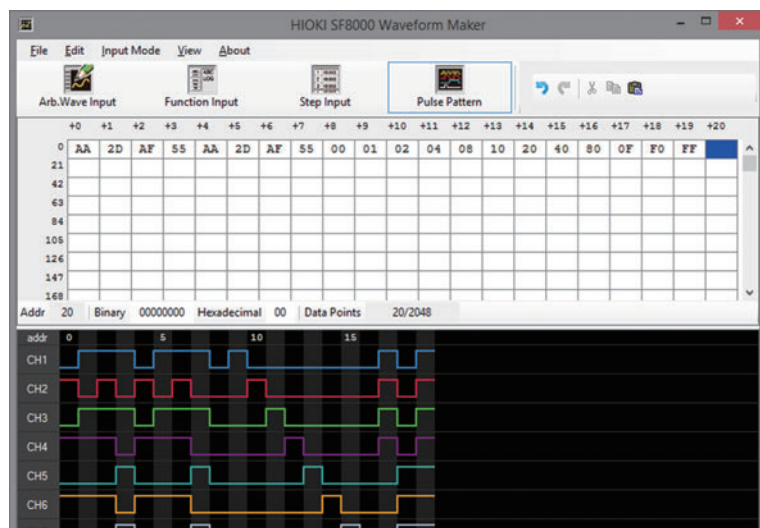 HIOKI SF8000 Waveform Maker
File Edit Input Mode View About
Arb.Wave Input Function Input Step Input Pulse Pattern
+0 +1 +2 +3 +4 +5 +6 +7 +8 +9 +10 +11 +12 +13 +14 +15 +16 +17 +18 +19 +20
0 AA 2D AF 55 AA 2D AF 55 00 01 02 04 08 10 20 40 80 0F F0 FF
21
42
63
84
105
126
147
168
Addr 20 Binary 00000000 Hexadecimal 00 Data Points 20/2048
addr 0 5 10 15
CH1
CH2
CH3
CH4
CH5
CH6